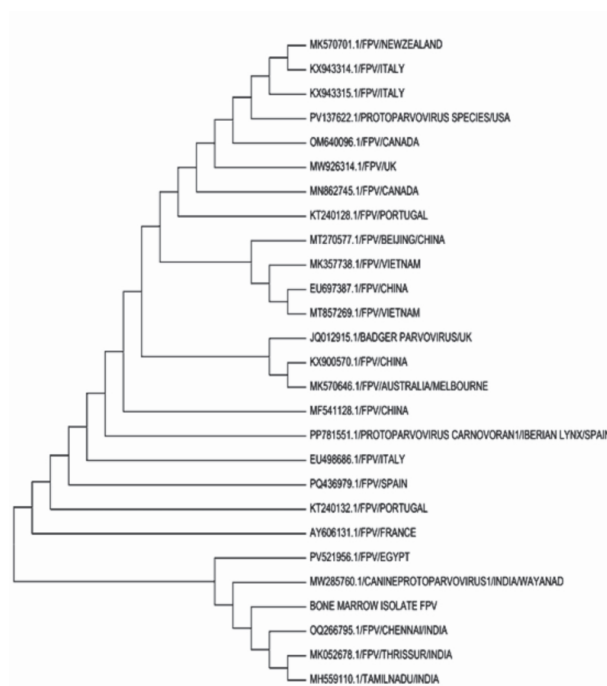 MK570701.1/FPV/NEWZEALAND
KX943314.1/FPV/ITALY
KX943315.1/FPV/ITALY
PV137622.1/PROTOPARVOVIRUS SPECIES/USA
OM640096.1/FPV/CANADA
MW926314.1/FPV/UK
MN862745.1/FPV/CANADA
KT240128.1/FPV/PORTUGAL
MT270577.1/FPV/BEIJING/CHINA
MK357738.1/FPV/VIETNAM
EU697387.1/FPV/CHINA
MT857269.1/FPV/VIETNAM
JQ012915.1/BADGER PARVOVIRUS/UK
KX900570.1/FPV/CHINA
MK570646.1/FPV/AUSTRALIA/MELBOURNE
MF541128.1/FPV/CHINA
PP781551.1/PROTOPARVOVIRUS CARNOVORAN1/IBERIAN LYNX/SPAIN
EU498686.1/FPV/ITALY
PQ436979.1/FPV/SPAIN
KT240132.1/FPV/PORTUGAL
AY606131.1/FPV/FRANCE
PV521956.1/FPV/EGYPT
MW285760.1/CANINEPROTOPARVOVIRUS1/INDIA/WAYANAD
BONE MARROW ISOLATE FPV
OQ266795.1/FPV/CHENNAI/INDIA
MK052678.1/FPV/THRISSUR/INDIA
MH559110.1/TAMILNADU/INDIA